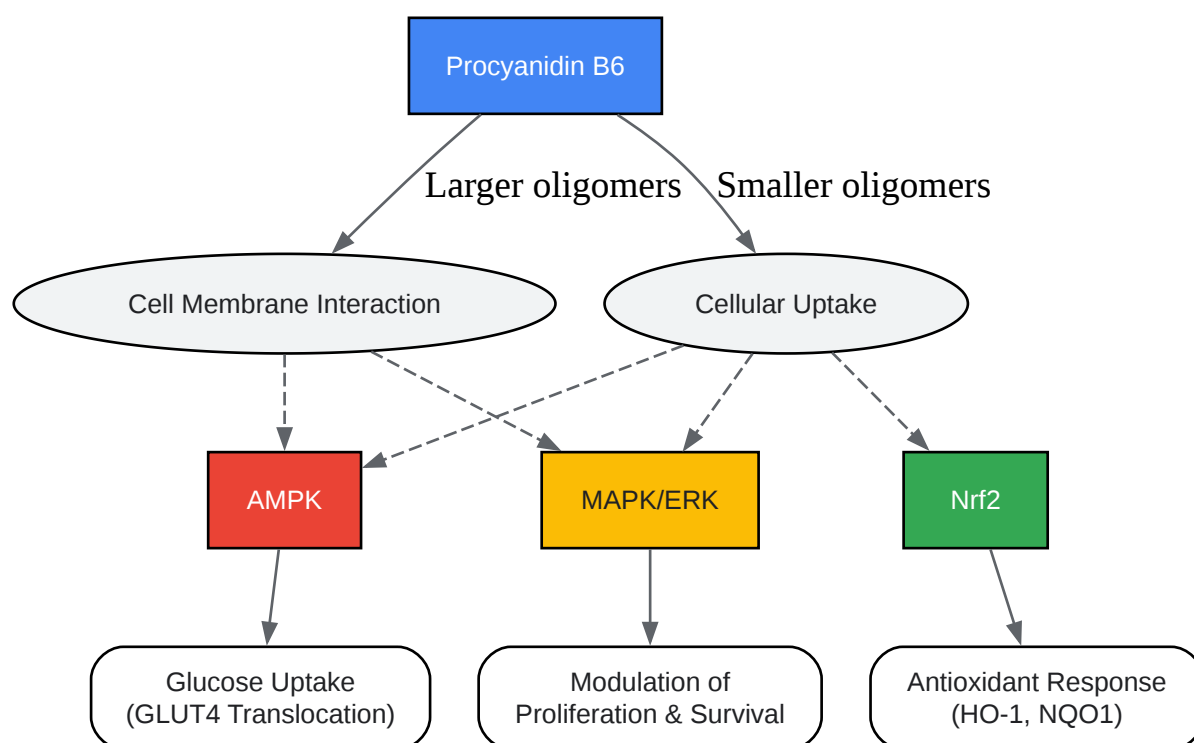 Procyanidin B6
Larger oligomers
Smaller oligomers
Cell Membrane Interaction
Cellular Uptake
AMPK
MAPK/ERK
Nrf2
Glucose Uptake
(GLUT4 Translocation)
Modulation of
Proliferation & Survival
Antioxidant Response
(HO-1, NQO1)